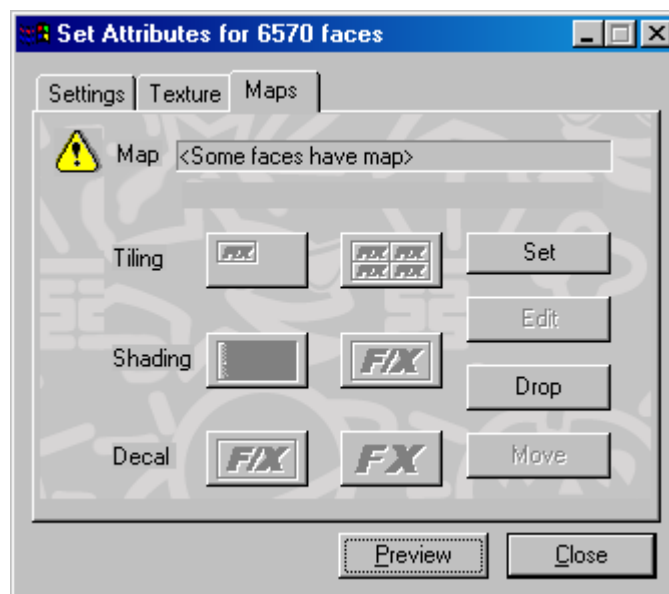 Set Attributes for 6570 faces
Settings Texture Maps
Map <Some faces have map>
Tiling F/X F/X F/X F/X F/X Set
Edit
Shading F/X Drop
Decal F/X FX Move
Preview Close